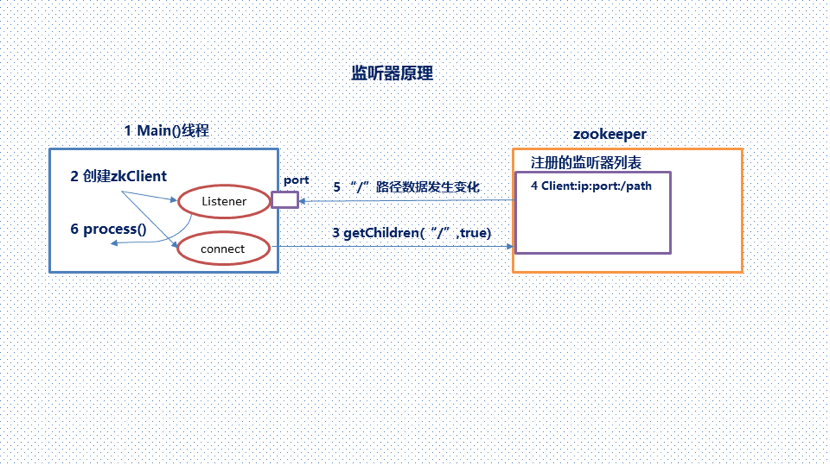 监听器原理
1 Main()线程
zookeeper
2 创建zkClient
Listener
port
5 “/”路径数据发生变化
注册的监听器列表
4 Client:ip:port:/path
6 process()
connect
3 getChildren(“/”,true)